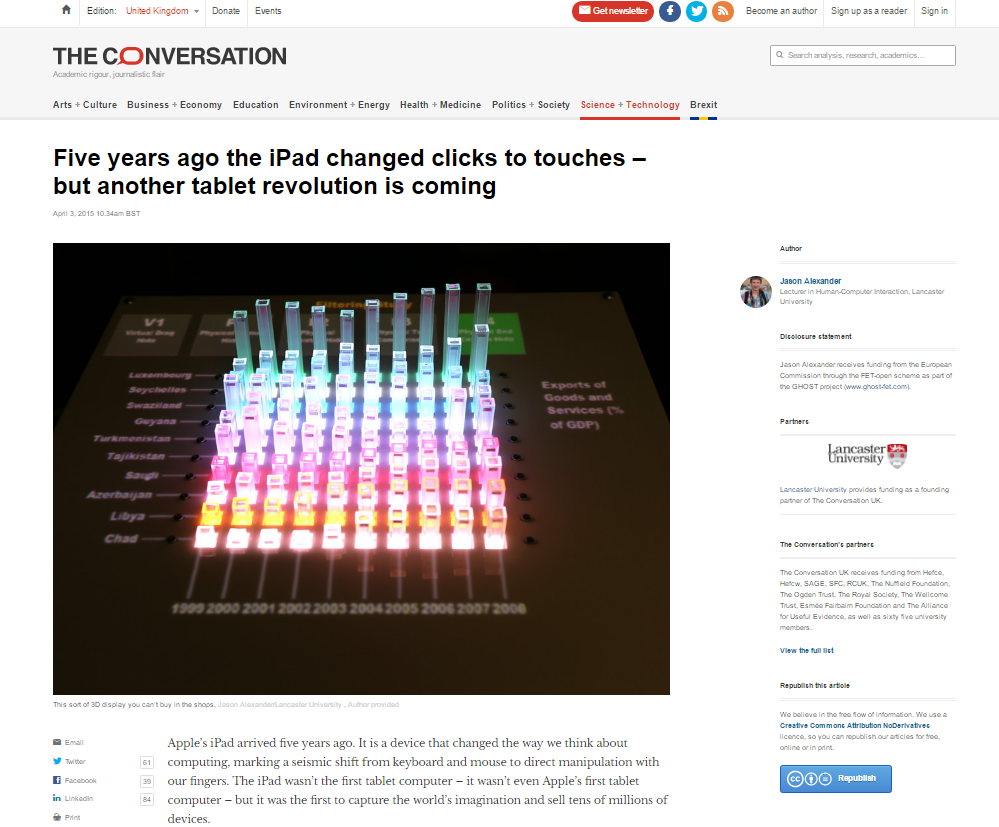 Edition: United Kingdom
Donate
Events
Get newsletter
Become an author
Sign up as a reader
Sign in
THE CONVERSATION
Academic rigour, journalistic flair
Search analysis, research, academics…
Arts + Culture
Business + Economy
Education
Environment + Energy
Health + Medicine
Politics + Society
Science + Technology
Brexit
Five years ago the iPad changed clicks to touches –
but another tablet revolution is coming
April 3, 2015 10.34am BST
V1
Luxembourg
Seychelles
Swaziland
Guyana
Turkmenistan
Tajikistan
Saudi
Azerbaijan
Libya
Chad
Exports of
Goods and
Services (%
of GDP)
1999 2000 2001 2002 2003 2004 2005 2006 2007 2008
This sort of 3D display you can't buy in the shops. Jason Alexander/Lancaster University , Author provided
Email
Twitter 61
Facebook 39
LinkedIn 84
Print
Apple's iPad arrived five years ago. It is a device that changed the way we think about
computing, marking a seismic shift from keyboard and mouse to direct manipulation with
our fingers. The iPad wasn't the first tablet computer – it wasn't even Apple's first tablet
computer – but it was the first to capture the world's imagination and sell tens of millions of
devices.
Author
Jason Alexander
Lecturer in Human-Computer Interaction, Lancaster
University
Disclosure statement
Jason Alexander receives funding from the European
Commission through the FET-open scheme as part of
the GHOST project (www.ghost-fet.com).
Partners
Lancaster
University
Lancaster University provides funding as a founding
partner of The Conversation UK.
The Conversation's partners
The Conversation UK receives funding from Hefce,
Hefcw, SAGE, SFC, RCUK, The Nuffield Foundation,
The Ogden Trust, The Royal Society, The Wellcome
Trust, Esmée Fairbairn Foundation and The Alliance
for Useful Evidence, as well as sixty five university
members.
View the full list
Republish this article
We believe in the free flow of information. We use a
Creative Commons Attribution NoDerivatives
licence, so you can republish our articles for free,
online or in print.
Republish